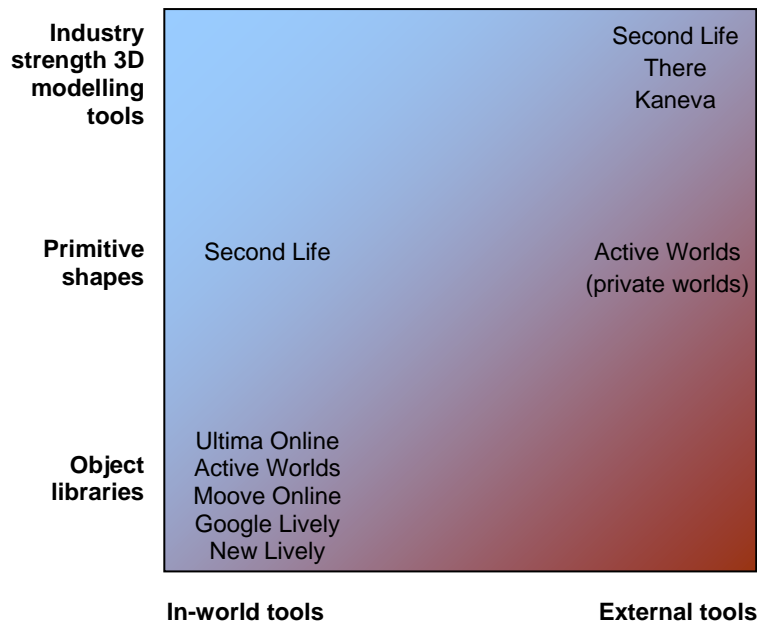 Industry
strength 3D
modelling
tools
Second Life
There
Kaneva
Primitive
shapes
Second Life
Active Worlds
(private worlds)
Object
libraries
Ultima Online
Active Worlds
Moove Online
Google Lively
New Lively
In-world tools
External tools